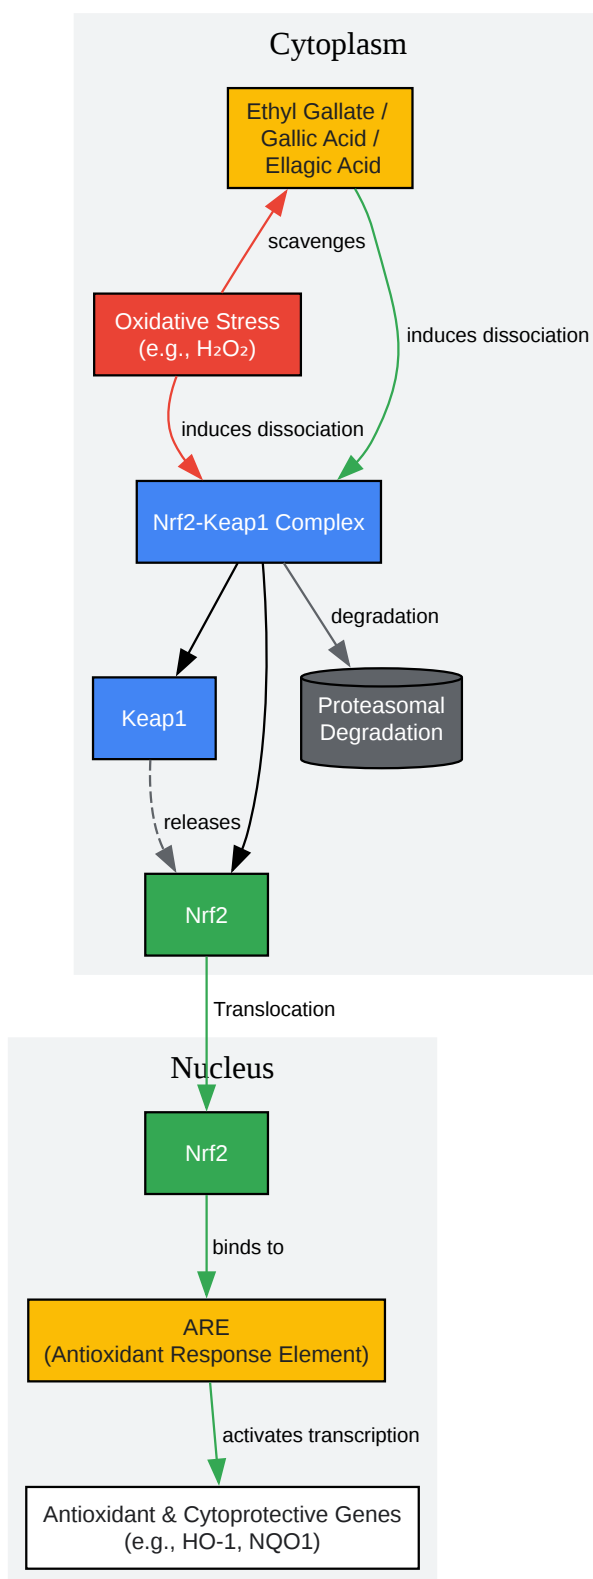 Cytoplasm
Ethyl Gallate /
Gallic Acid /
Ellagic Acid
scavenges
Oxidative Stress
(e.g., H₂O₂)
induces dissociation
induces dissociation
Nrf2-Keap1 Complex
degradation
Keap1
Proteasomal
Degradation
releases
Nrf2
Translocation
Nucleus
Nrf2
binds to
ARE
(Antioxidant Response Element)
activates transcription
Antioxidant & Cytoprotective Genes
(e.g., HO-1, NQO1)